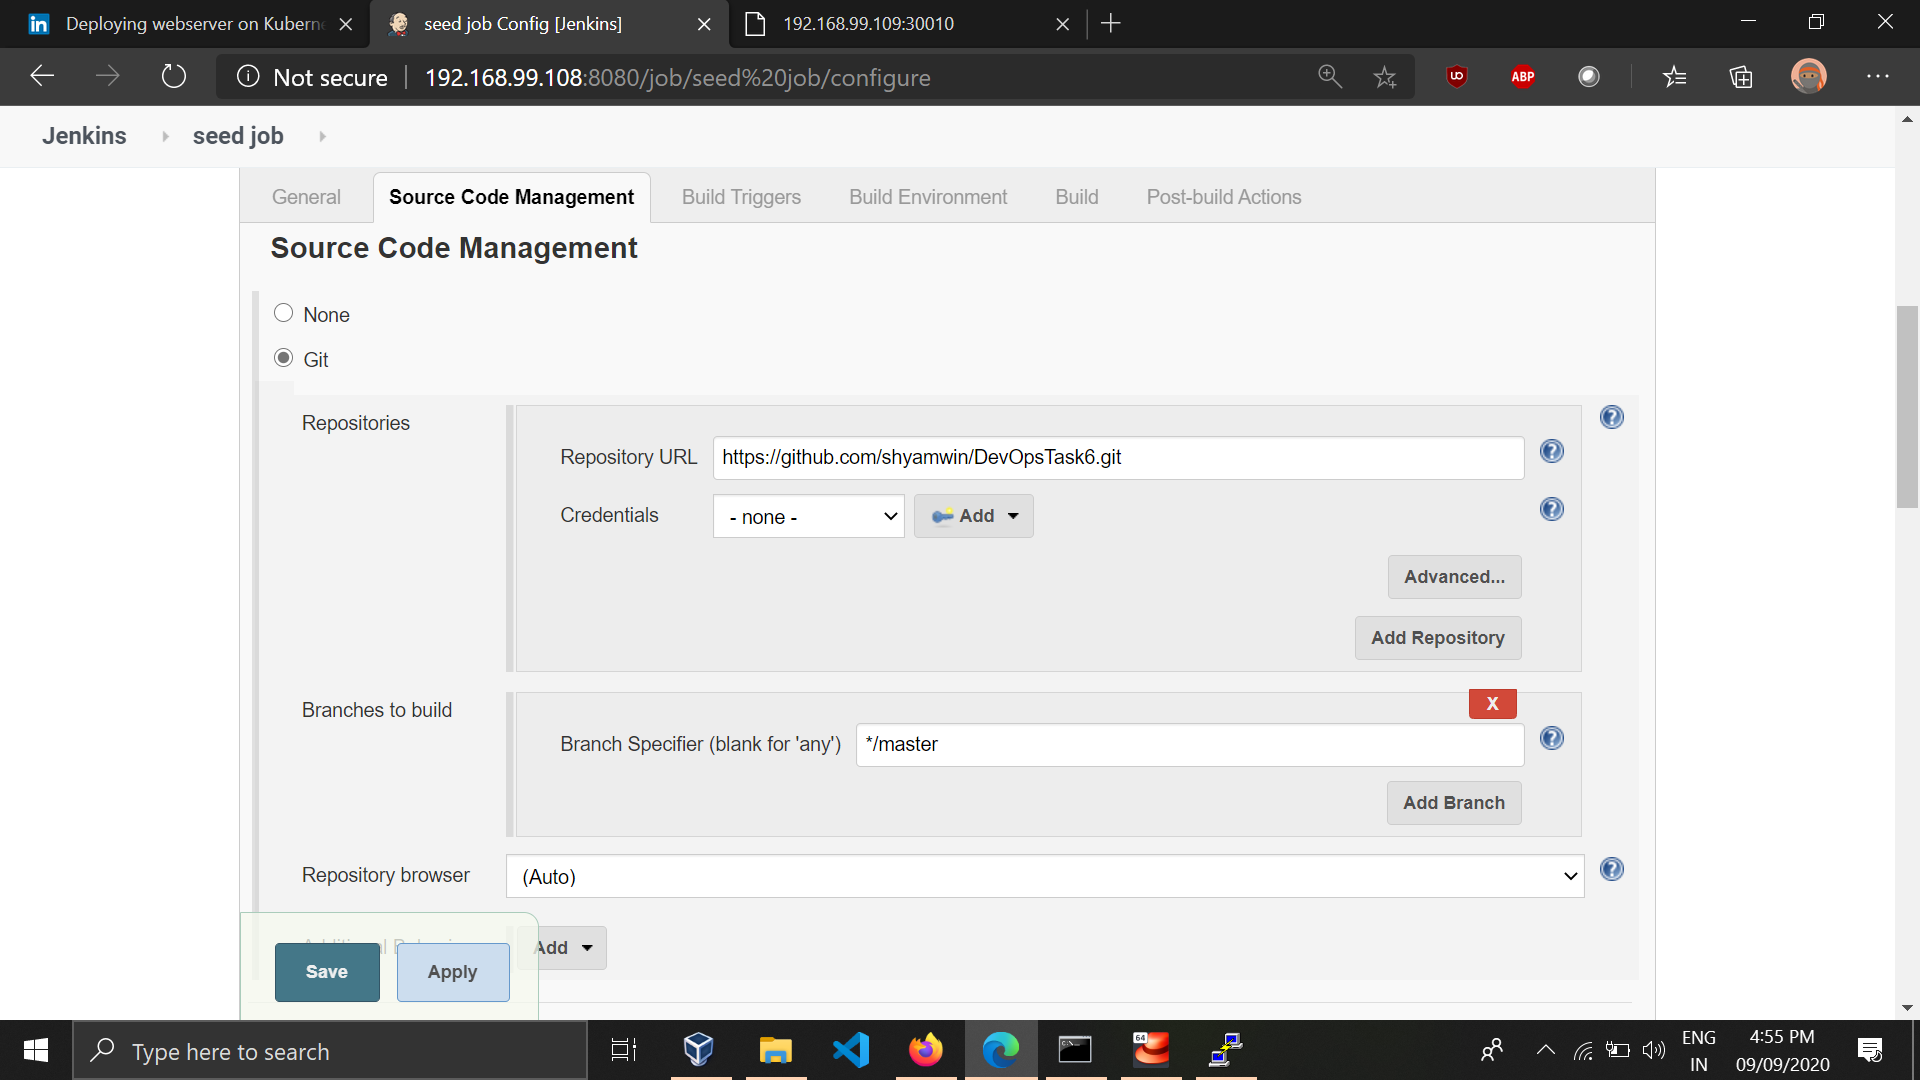 Deploying webserver on Kuberne
seed job Config [Jenkins]
192.168.99.109:30010
Not secure
192.168.99.108:8080/job/seed%20job/configure
ABP
Jenkins
seed job
General
Source Code Management
Build Triggers
Build Environment
Build
Post-build Actions
Source Code Management
None
Git
Repositories
Repository URL
https://github.com/shyamwin/DevOpsTask6.git
Credentials
- none -
Add
Advanced...
Add Repository
Branches to build
X
Branch Specifier (blank for 'any')
*/master
Add Branch
Repository browser
(Auto)
Add
Save
Apply
Type here to search
64
ENG
IN
4:55 PM
09/09/2020